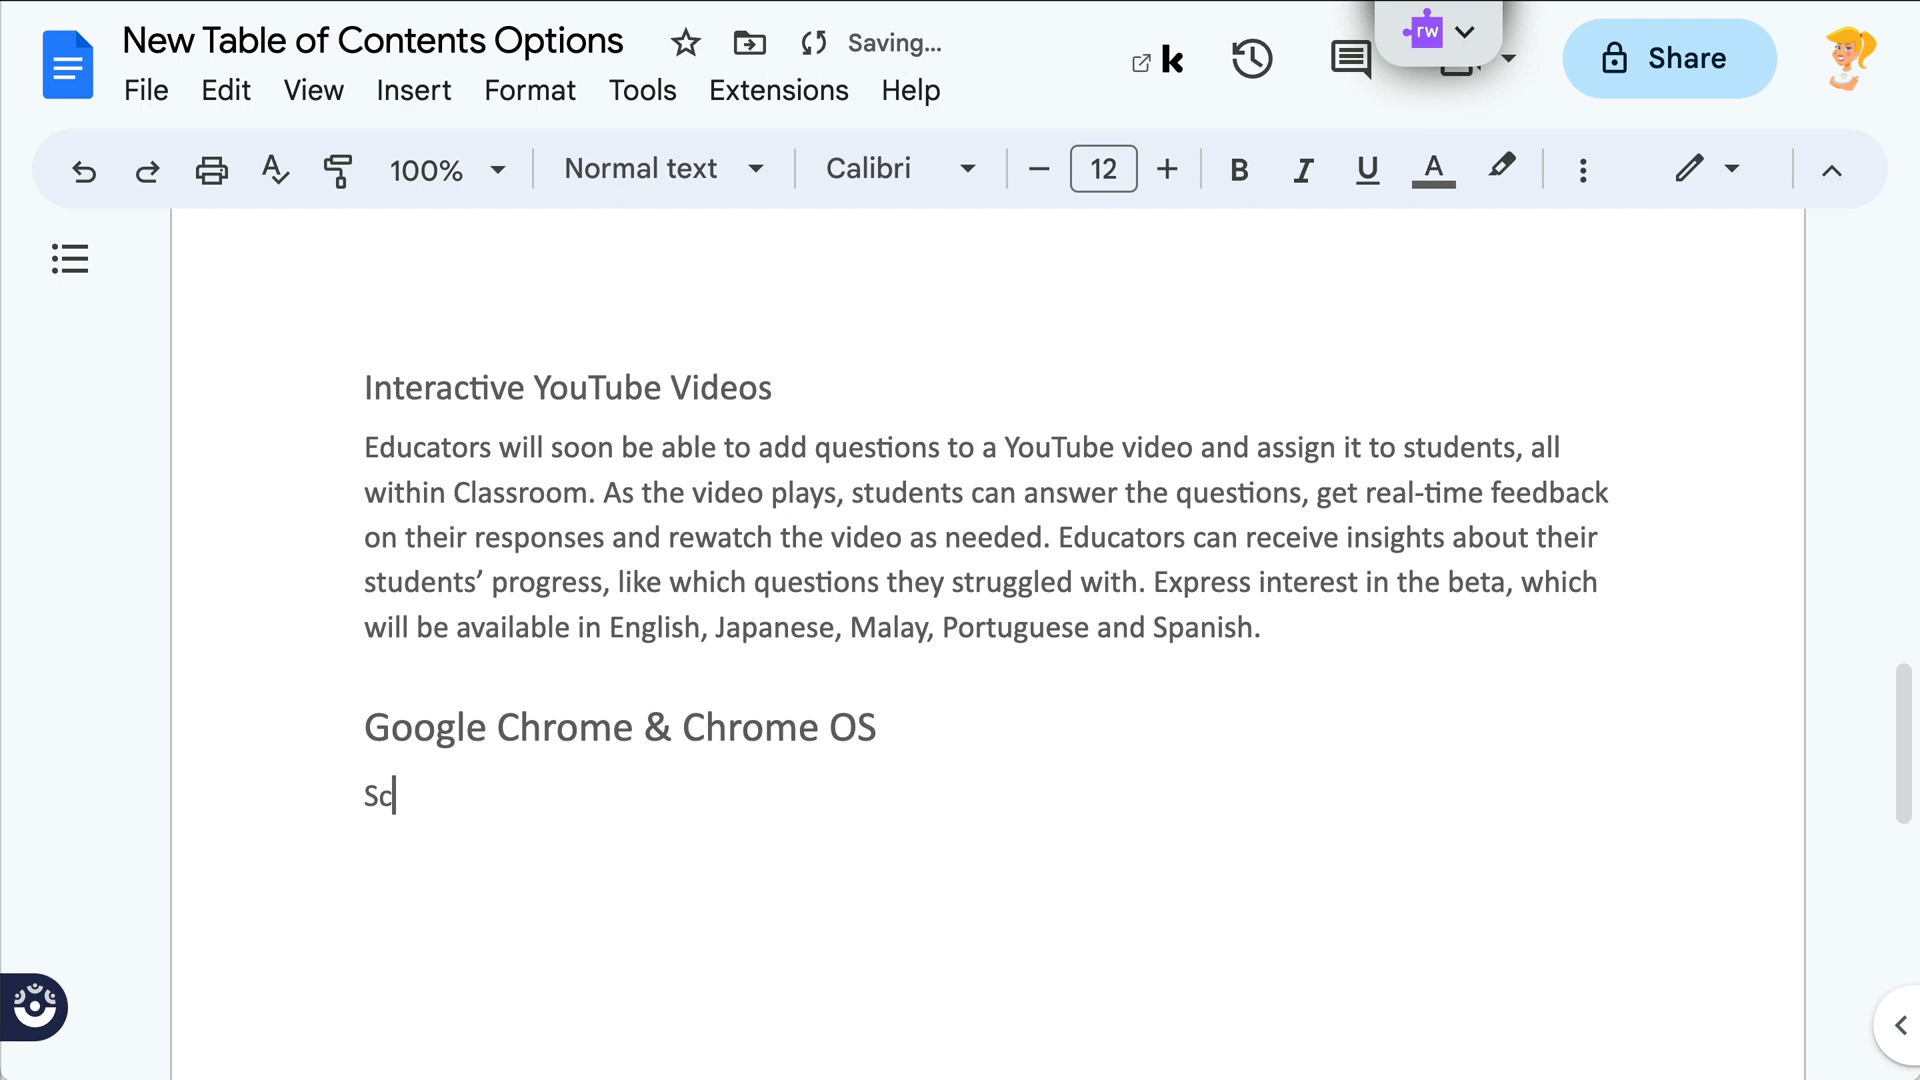 New Table of Contents Options
Saving...
k
rw
Share
File Edit View Insert Format Tools Extensions Help
100% Normal text Calibri 12 B I U A
Interactive YouTube Videos
Educators will soon be able to add questions to a YouTube video and assign it to students, all
within Classroom. As the video plays, students can answer the questions, get real-time feedback
on their responses and rewatch the video as needed. Educators can receive insights about their
students’ progress, like which questions they struggled with. Express interest in the beta, which
will be available in English, Japanese, Malay, Portuguese and Spanish.
Google Chrome & Chrome OS
Sc